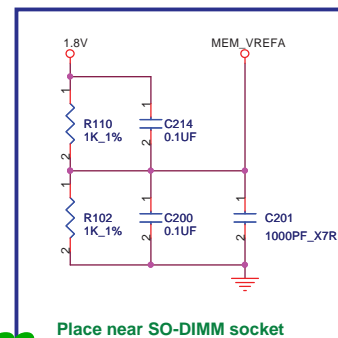 1.8V
MEM_VREFA
1
R110
1K_1%
2
1
C214
0.1UF
2
1
R102
1K_1%
2
1
C200
0.1UF
2
1
C201
1000PF_X7R
2
Place near SO-DIMM socket